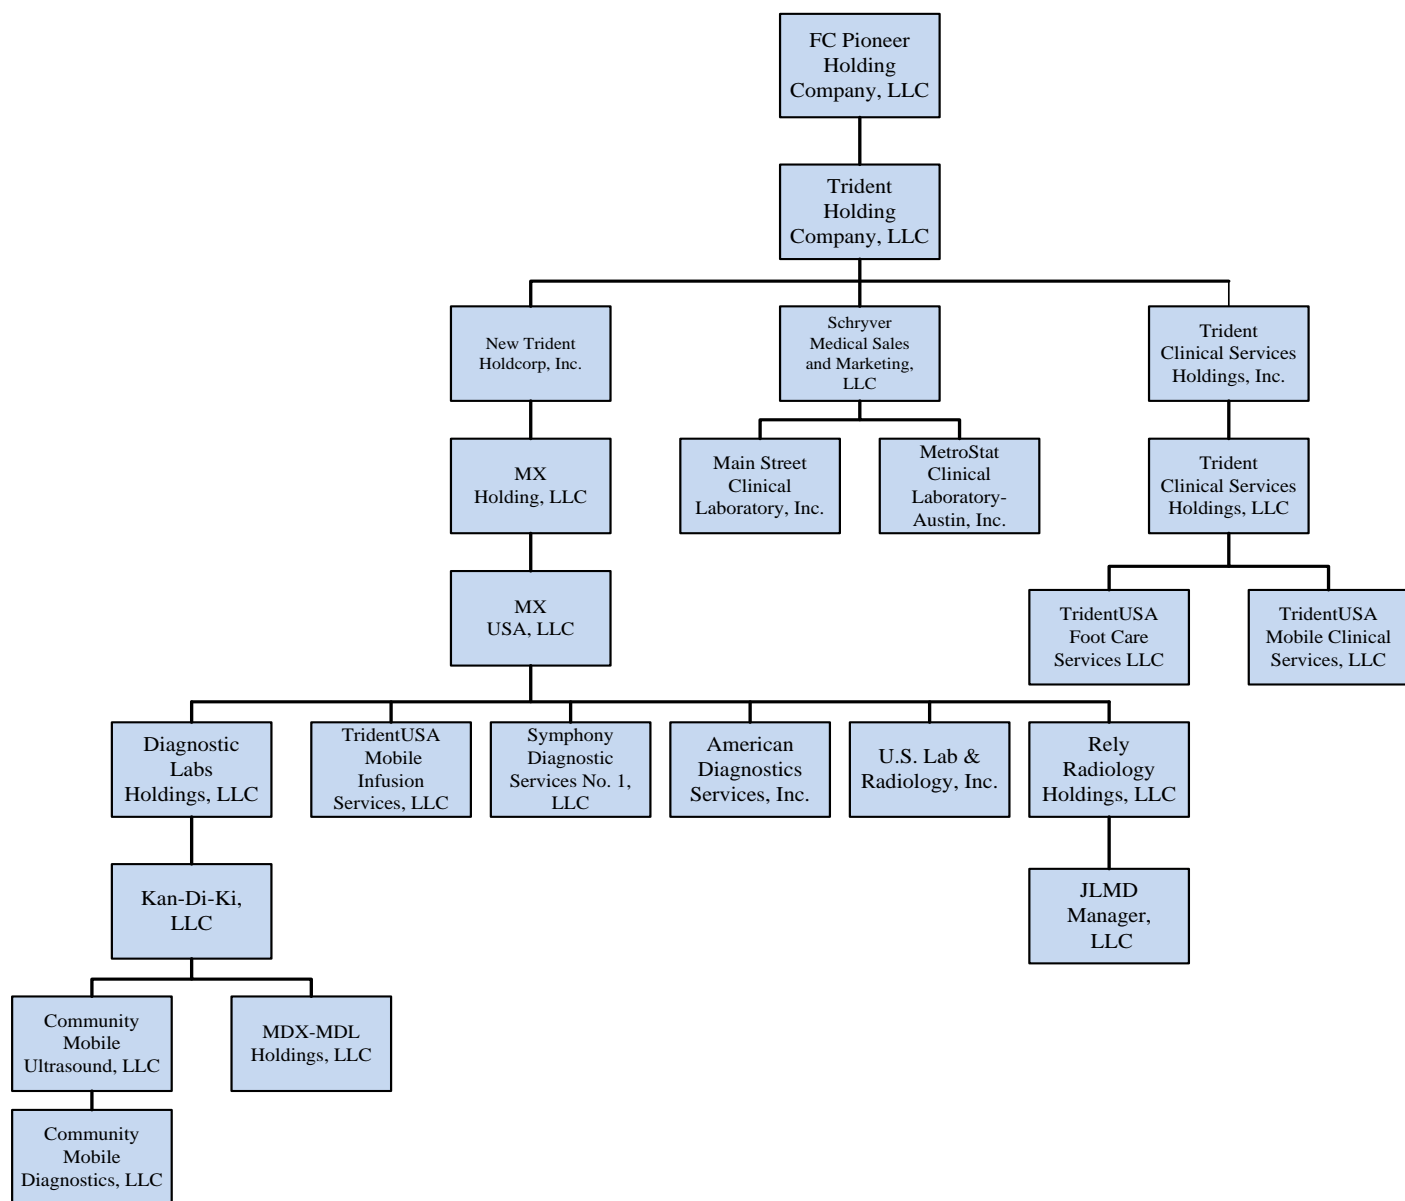 FC Pioneer
Holding
Company, LLC
Trident
Holding
Company, LLC
New Trident
Holdcorp, Inc.
Schryver
Medical Sales
and Marketing,
LLC
Trident
Clinical Services
Holdings, Inc.
MX
Holding, LLC
Main Street
Clinical
Laboratory, Inc.
MetroStat
Clinical
Laboratory-
Austin, Inc.
Trident
Clinical Services
Holdings, LLC
MX
USA, LLC
TridentUSA
Foot Care
Services LLC
TridentUSA
Mobile Clinical
Services, LLC
Diagnostic
Labs
Holdings, LLC
TridentUSA
Mobile
Infusion
Services, LLC
Symphony
Diagnostic
Services No. 1,
LLC
American
Diagnostics
Services, Inc.
U.S. Lab &
Radiology, Inc.
Rely
Radiology
Holdings, LLC
Kan-Di-Ki,
LLC
JLMD
Manager,
LLC
Community
Mobile
Ultrasound, LLC
MDX-MDL
Holdings, LLC
Community
Mobile
Diagnostics, LLC